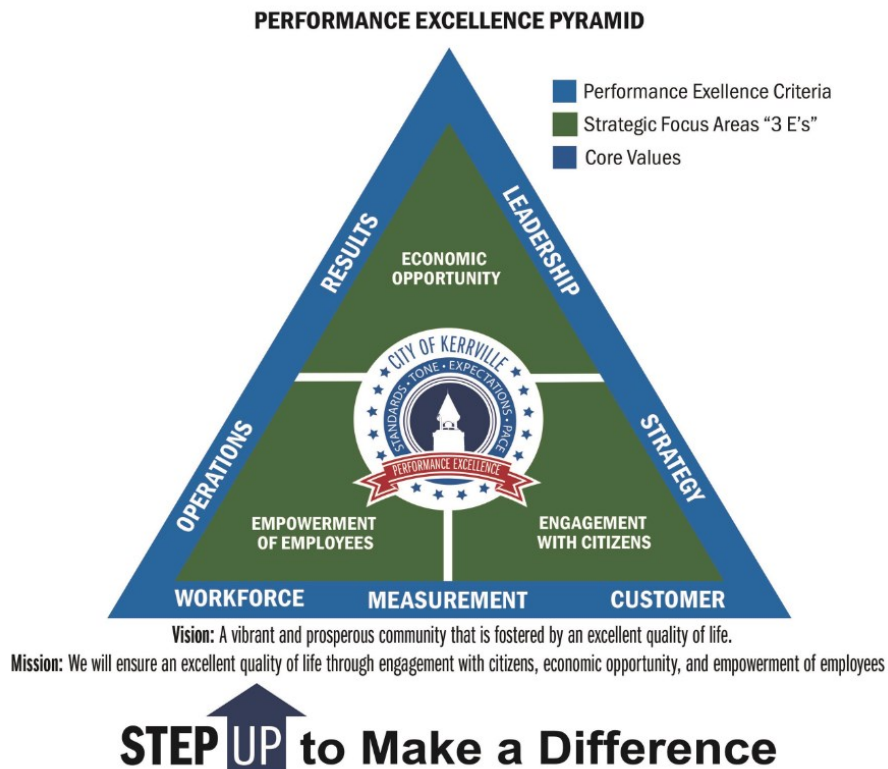 PERFORMANCE EXCELLENCE PYRAMID
Performance Exellence Criteria
Strategic Focus Areas “3 E’s”
Core Values
RESULTS
LEADERSHIP
ECONOMIC
OPPORTUNITY
CITY OF KERRVILLE
STANDARDS • TONE • EXPECTATIONS • PACE
PERFORMANCE EXCELLENCE
OPERATIONS
STRATEGY
EMPOWERMENT
OF EMPLOYEES
ENGAGEMENT
WITH CITIZENS
WORKFORCE
MEASUREMENT
CUSTOMER
Vision: A vibrant and prosperous community that is fostered by an excellent quality of life.
Mission: We will ensure an excellent quality of life through engagement with citizens, economic opportunity, and empowerment of employees
STEP UP to Make a Difference